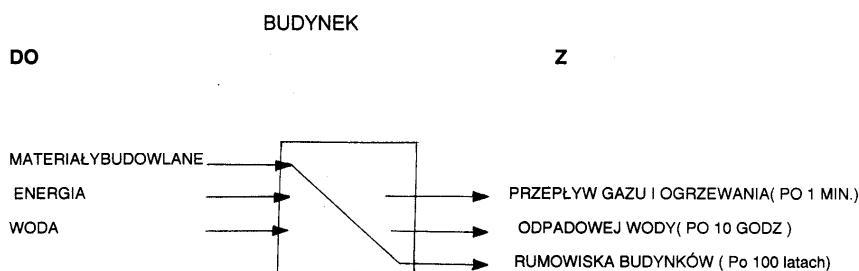 BUDYNEK
DO Z
MATERIAŁYBUDOWLANE
ENERGIA PRZEPŁYW GAZU I OGRZEWANIA( PO 1 MIN.)
WODA ODPADOWEJ WODY( PO 10 GODZ )
RUMOWISKA BUDYNKÓW ( Po 100 latach)